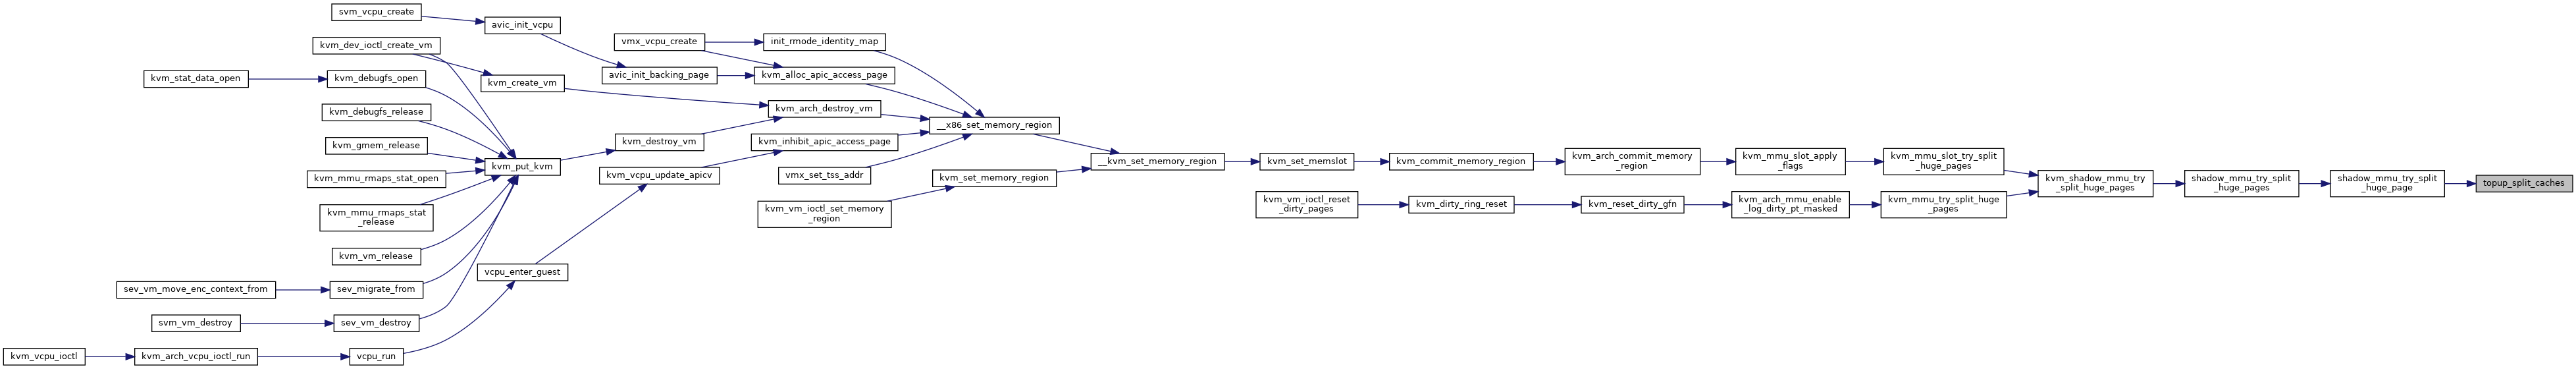 svm_vcpu_create
avic_init_vcpu
kvm_dev_ioctl_create_vm
vmx_vcpu_create
init_rmode_identity_map
kvm_stat_data_open
kvm_debugfs_open
kvm_create_vm
avic_init_backing_page
kvm_alloc_apic_access_page
kvm_debugfs_release
kvm_arch_destroy_vm
__x86_set_memory_region
kvm_gmem_release
kvm_destroy_vm
kvm_inhibit_apic_access_page
kvm_put_kvm
kvm_mmu_rmaps_stat_open
kvm_vcpu_update_apicv
vmx_set_tss_addr
kvm_set_memory_region
__kvm_set_memory_region
kvm_set_memslot
kvm_commit_memory_region
kvm_arch_commit_memory
_region
kvm_mmu_slot_apply
_flags
kvm_mmu_slot_try_split
_huge_pages
kvm_shadow_mmu_try
_split_huge_pages
shadow_mmu_try_split
_huge_pages
shadow_mmu_try_split
_huge_page
topup_split_caches
kvm_mmu_rmaps_stat
_release
kvm_vm_ioctl_set_memory
_region
kvm_vm_ioctl_reset
_dirty_pages
kvm_dirty_ring_reset
kvm_reset_dirty_gfn
kvm_arch_mmu_enable
_log_dirty_pt_masked
kvm_mmu_try_split_huge
_pages
kvm_vm_release
vcpu_enter_guest
sev_vm_move_enc_context_from
sev_migrate_from
svm_vm_destroy
sev_vm_destroy
kvm_vcpu_ioctl
kvm_arch_vcpu_ioctl_run
vcpu_run